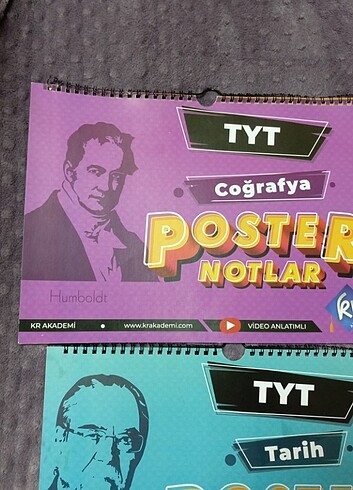 TYT
Coğrafya
POSTER
NOTLAR
Humboldt
KR AKADEMİ
www.krakademi.com
VİDEO ANLATIMLI
TYT
Tarih